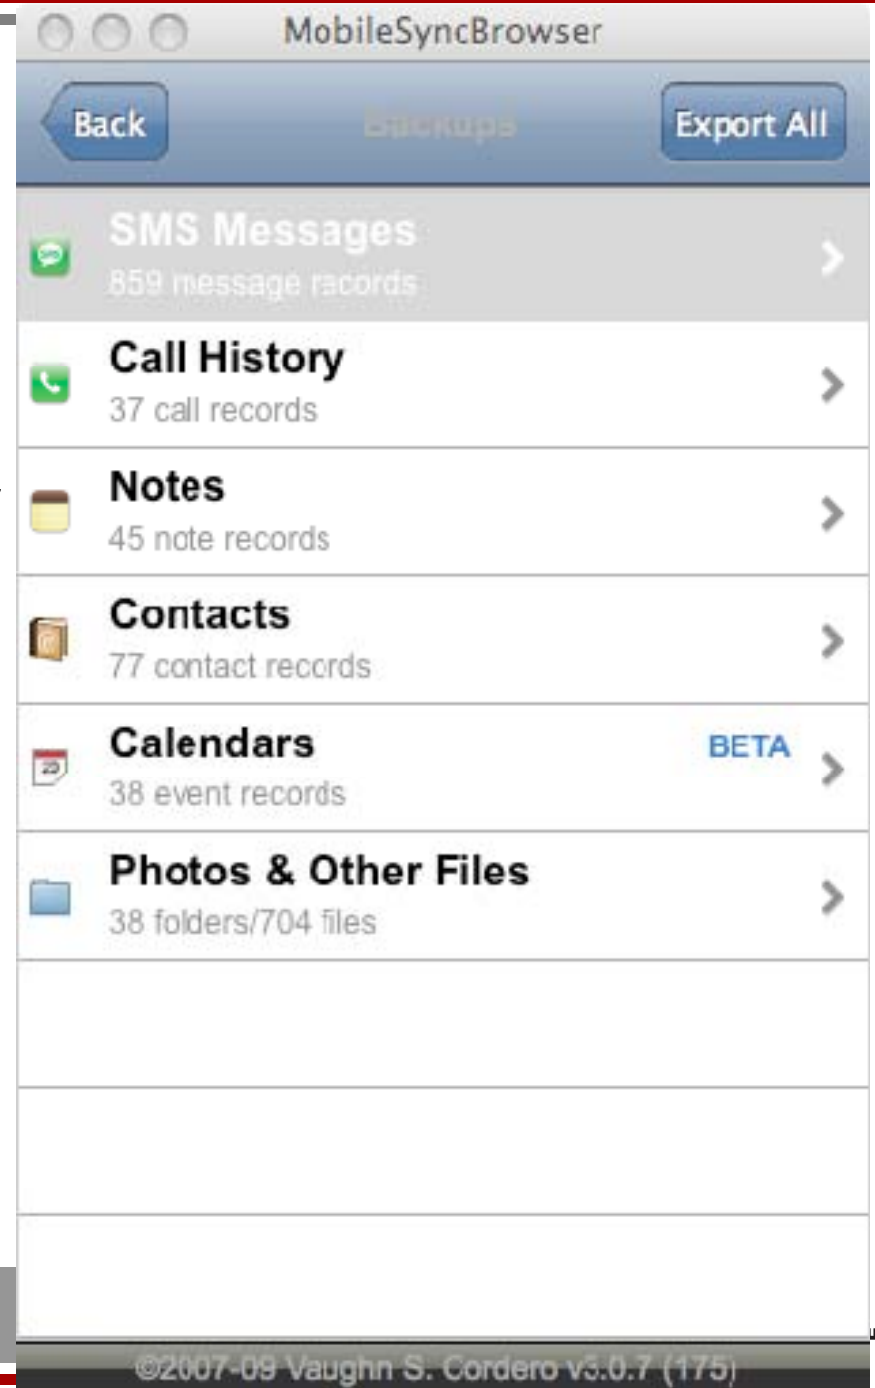 MobileSyncBrowser
Back
Backups
Export All
SMS Messages
859 message records
Call History
37 call records
Notes
45 note records
Contacts
77 contact records
Calendars
BETA
38 event records
Photos & Other Files
38 folders/704 files
©2007-09 Vaughn S. Cordero v3.0.7 (175)